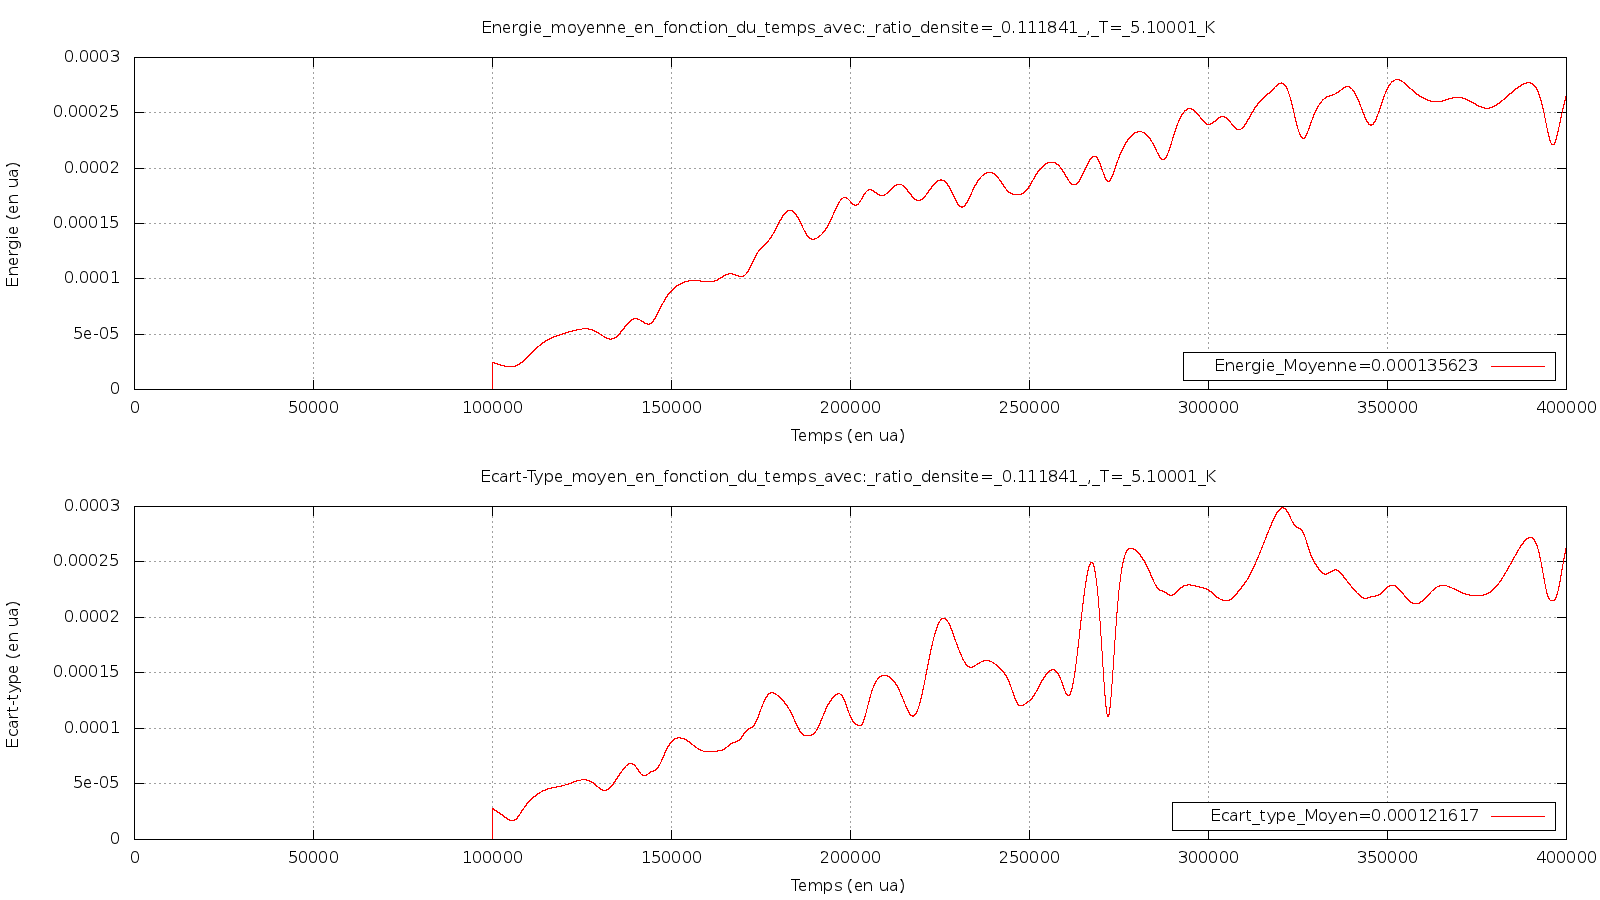 Energie_moyenne_en_fonction_du_temps_avec:_ratio_densite=_0.111841_,_T=_5.10001_K
0.0003
0.00025
0.0002
0.00015
0.0001
5e-05
0
Energie (en ua)
Energie_Moyenne=0.000135623
0 50000 100000 150000 200000 250000 300000 350000 400000
Temps (en ua)
Ecart-Type_moyen_en_fonction_du_temps_avec:_ratio_densite=_0.111841_,_T=_5.10001_K
0.0003
0.00025
0.0002
0.00015
0.0001
5e-05
0
Ecart-type (en ua)
Ecart_type_Moyen=0.000121617
0 50000 100000 150000 200000 250000 300000 350000 400000
Temps (en ua)